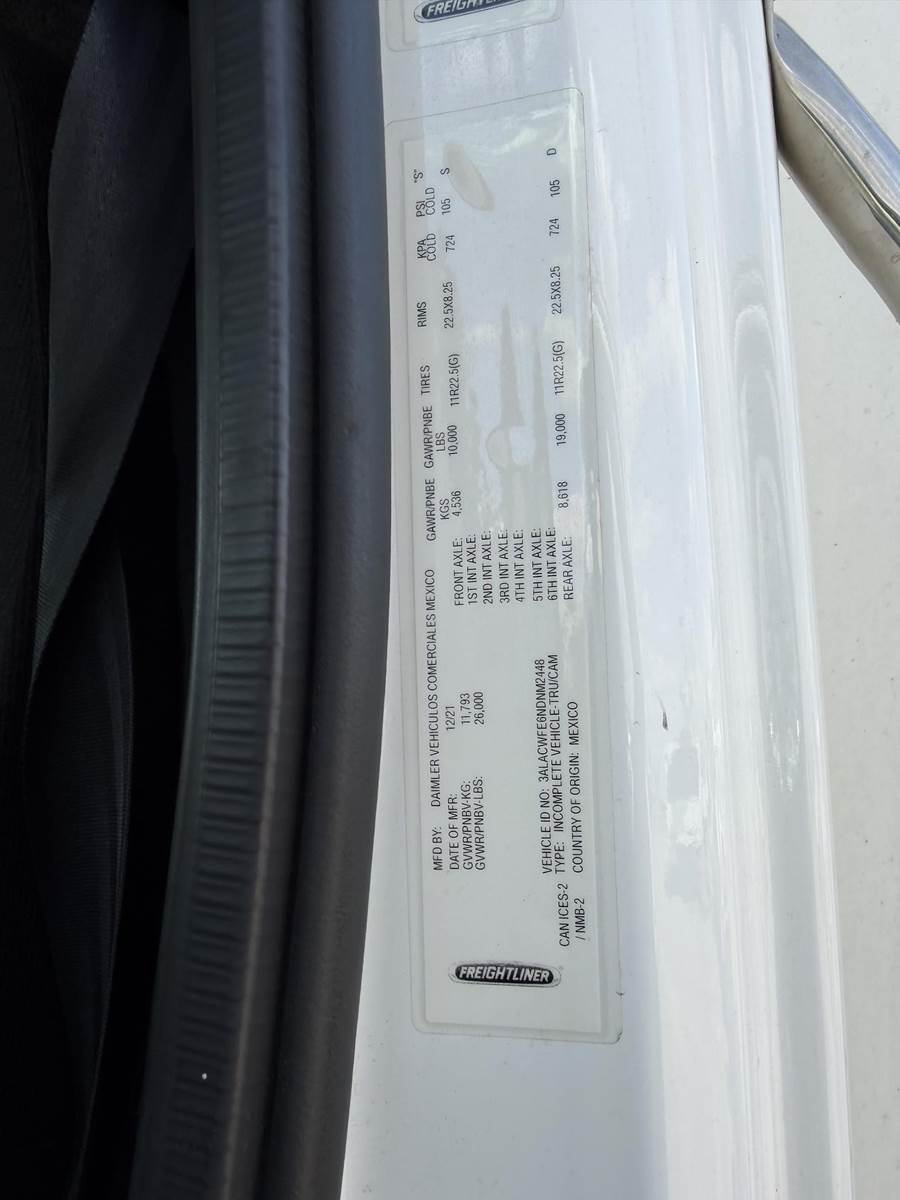 FREIGHTLINER
MFD BY: DAIMLER VEHICULOS COMERCIALES MEXICO
DATE OF MFR: 12/21
GVWR/PNBV-KG: 11,793
GVWR/PNBV-LBS: 26,000
GAWR/PNBE GAWR/PNBE TIRES RIMS KPA PSI "S"
KGS LBS COLD COLD
FRONT AXLE: 4,536 10,000 11R22.5(G) 22.5X8.25 724 105 S
1ST INT AXLE:
2ND INT AXLE:
3RD INT AXLE:
4TH INT AXLE:
5TH INT AXLE:
6TH INT AXLE:
REAR AXLE: 8,618 19,000 11R22.5(G) 22.5X8.25 724 105 D
VEHICLE ID NO: 3ALACWFE6NDNM2448
TYPE: INCOMPLETE VEHICLE-TRU/CAM
COUNTRY OF ORIGIN: MEXICO
CAN ICES-2
/ NMB-2
FREIGHTLINER